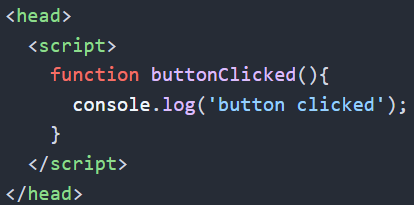 <head>
  <script>
    function buttonClicked(){
      console.log('button clicked');
    }
  </script>
</head>